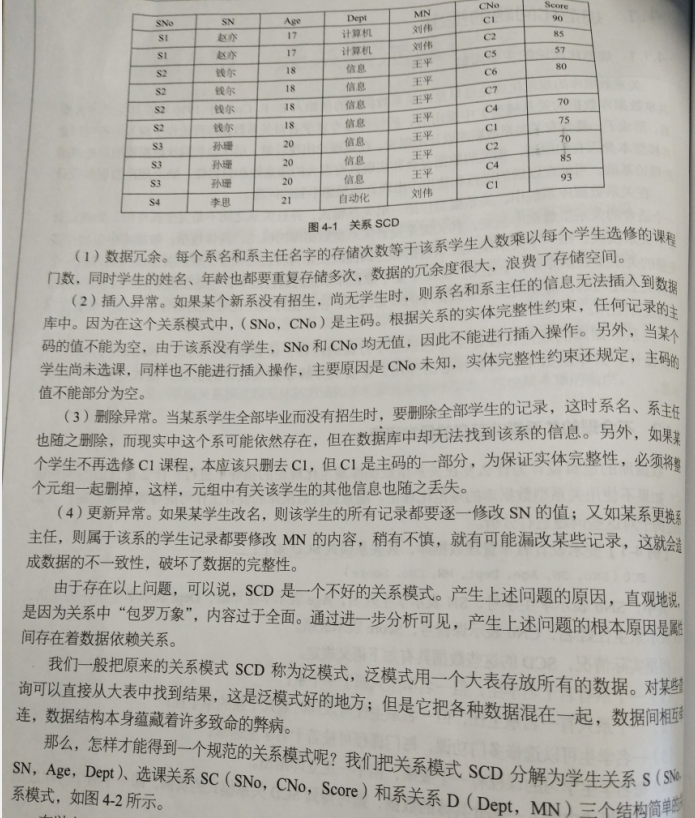 SNo SN Age Dept MN CNo Score
S1 赵亦 17 计算机 刘伟 C1 90
S1 赵亦 17 计算机 刘伟 C2 85
S2 钱尔 18 信息 王平 C5 57
S2 钱尔 18 信息 王平 C6 80
S2 钱尔 18 信息 王平 C7
S2 钱尔 18 信息 王平 C4 70
S3 孙珊 20 信息 王平 C1 75
S3 孙珊 20 信息 王平 C2 70
S3 孙珊 20 信息 王平 C4 85
S4 李思 21 自动化 刘伟 C1 93
图 4-1 关系 SCD
（1）数据冗余。每个系名和系主任名字的存储次数等于该系学生人数乘以每个学生选修的课程
门数，同时学生的姓名、年龄也都要重复存储多次，数据的冗余度很大，浪费了存储空间。
（2）插入异常。如果某个新系没有招生，尚无学生时，则系名和系主任的信息无法插入到数据
库中。因为在这个关系模式中，（SNo，CNo）是主码。根据关系的实体完整性约束，任何记录的主
码的值不能为空，由于该系没有学生，SNo 和 CNo 均无值，因此不能进行插入操作。另外，当某个
学生尚未选课，同样也不能进行插入操作，主要原因是 CNo 未知，实体完整性约束还规定，主码的
值不能部分为空。
（3）删除异常。当某系学生全部毕业而没有招生时，要删除全部学生的记录，这时系名、系主任
也随之删除，而现实中这个系可能依然存在，但在数据库中却无法找到该系的信息。另外，如果某
个学生不再选修 C1 课程，本应该只删去 C1，但 C1 是主码的一部分，为保证实体完整性，必须将整
个元组一起删掉，这样，元组中有关该学生的其他信息也随之丢失。
（4）更新异常。如果某学生改名，则该学生的所有记录都要逐一修改 SN 的值；又如某系更换系
主任，则属于该系的学生记录都要修改 MN 的内容，稍有不慎，就有可能漏改某些记录，这就会造
成数据的不一致性，破坏了数据的完整性。
由于存在以上问题，可以说，SCD 是一个不好的关系模式。产生上述问题的原因，直观地说，
是因为关系中“包罗万象”，内容过于全面。通过进一步分析可见，产生上述问题的根本原因是属性
间存在着数据依赖关系。
我们一般把原来的关系模式 SCD 称为泛模式，泛模式用一个大表存放所有的数据。对某些查
询可以直接从大表中找到结果，这是泛模式好的地方；但是它把各种数据混在一起，数据间相互牵
连，数据结构本身蕴藏着许多致命的弊病。
那么，怎样才能得到一个规范的关系模式呢？我们把关系模式 SCD 分解为学生关系 S（SNo，
SN，Age，Dept）、选课关系 SC（SNo，CNo，Score）和系关系 D（Dept，MN）三个结构简单的
系模式，如图 4-2 所示。